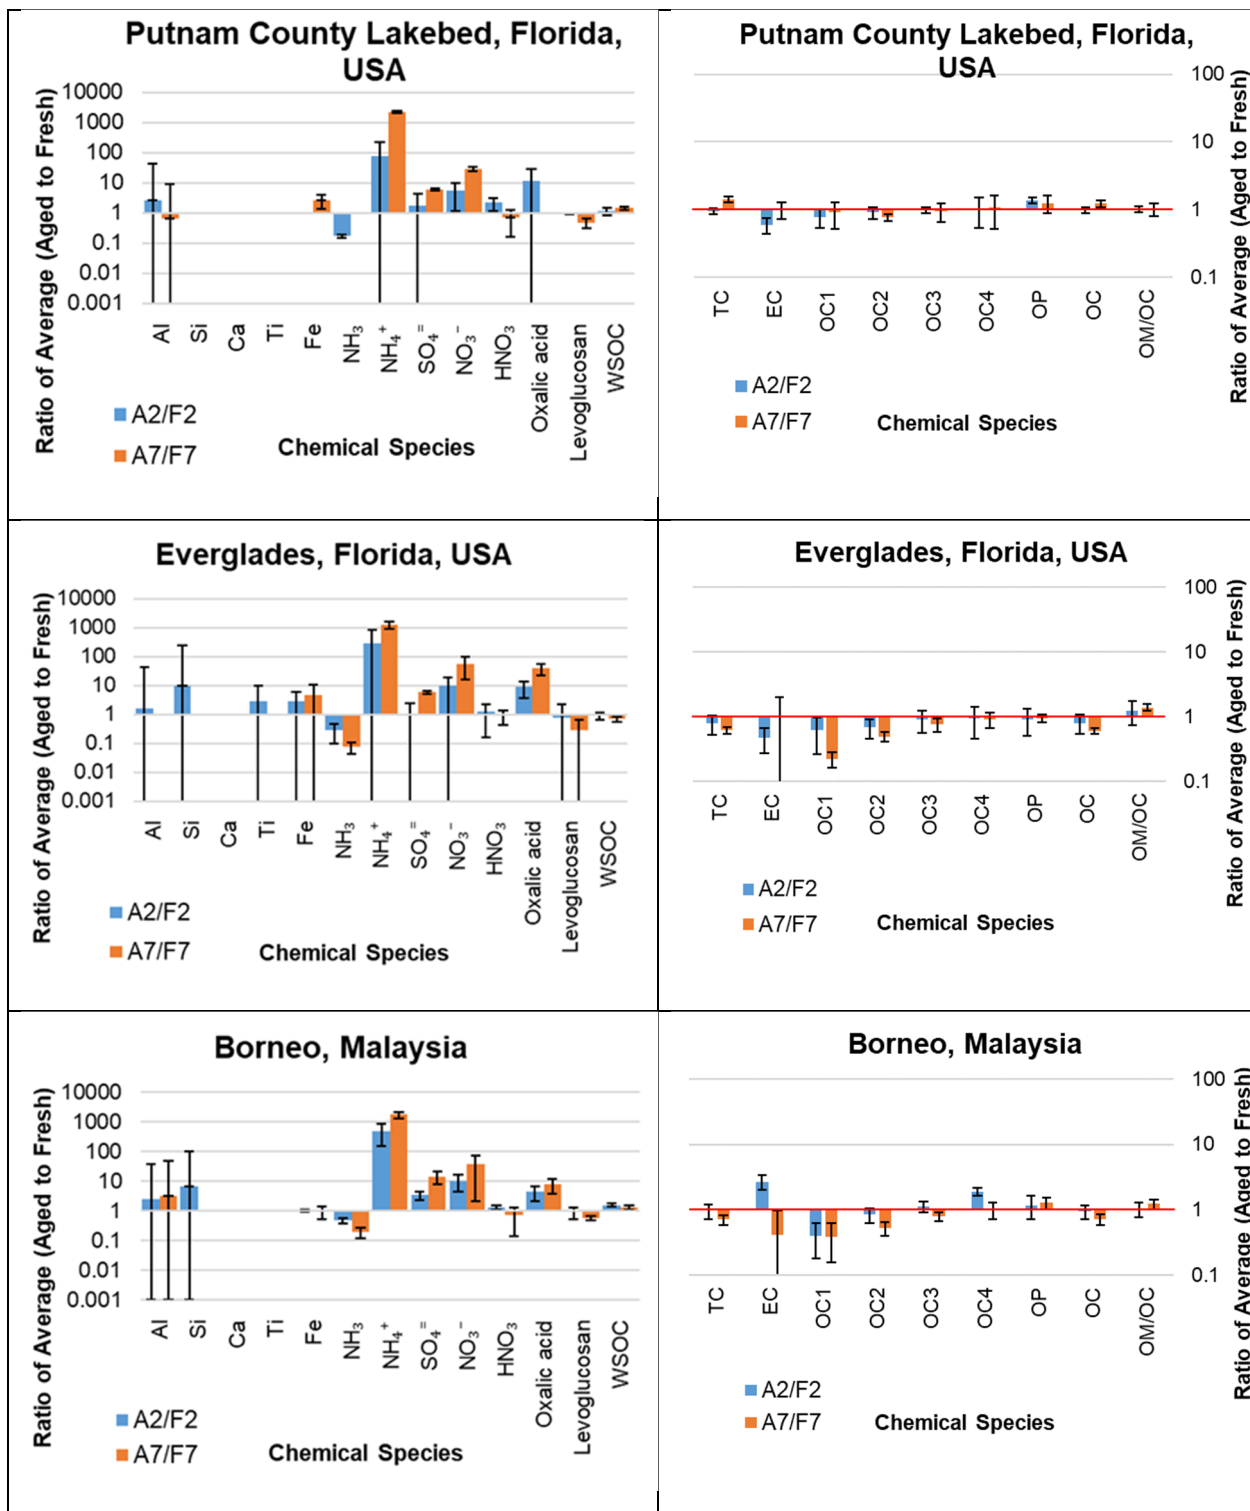 Putnam County Lakebed, Florida,
USA
Ratio of Average (Aged to Fresh)
10000
1000
100
10
1
0.1
0.01
0.001
Al
Si
Ca
Ti
Fe
NH₃
NH₄⁺
SO₄⁼
NO₃⁻
HNO₃
Oxalic acid
Levoglucosan
WSOC
A2/F2
A7/F7
Chemical Species
Putnam County Lakebed, Florida,
USA
100
10
1
0.1
Ratio of Average (Aged to Fresh)
TC
EC
OC1
OC2
OC3
OC4
OP
OC
OM/OC
A2/F2
A7/F7
Chemical Species
Everglades, Florida, USA
Ratio of Average (Aged to Fresh)
10000
1000
100
10
1
0.1
0.01
0.001
Al
Si
Ca
Ti
Fe
NH₃
NH₄⁺
SO₄⁼
NO₃⁻
HNO₃
Oxalic acid
Levoglucosan
WSOC
A2/F2
A7/F7
Chemical Species
Everglades, Florida, USA
100
10
1
0.1
Ratio of Average (Aged to Fresh)
TC
EC
OC1
OC2
OC3
OC4
OP
OC
OM/OC
A2/F2
A7/F7
Chemical Species
Borneo, Malaysia
Ratio of Average (Aged to Fresh)
10000
1000
100
10
1
0.1
0.01
0.001
Al
Si
Ca
Ti
Fe
NH₃
NH₄⁺
SO₄⁼
NO₃⁻
HNO₃
Oxalic acid
Levoglucosan
WSOC
A2/F2
A7/F7
Chemical Species
Borneo, Malaysia
100
10
1
0.1
Ratio of Average (Aged to Fresh)
TC
EC
OC1
OC2
OC3
OC4
OP
OC
OM/OC
A2/F2
A7/F7
Chemical Species